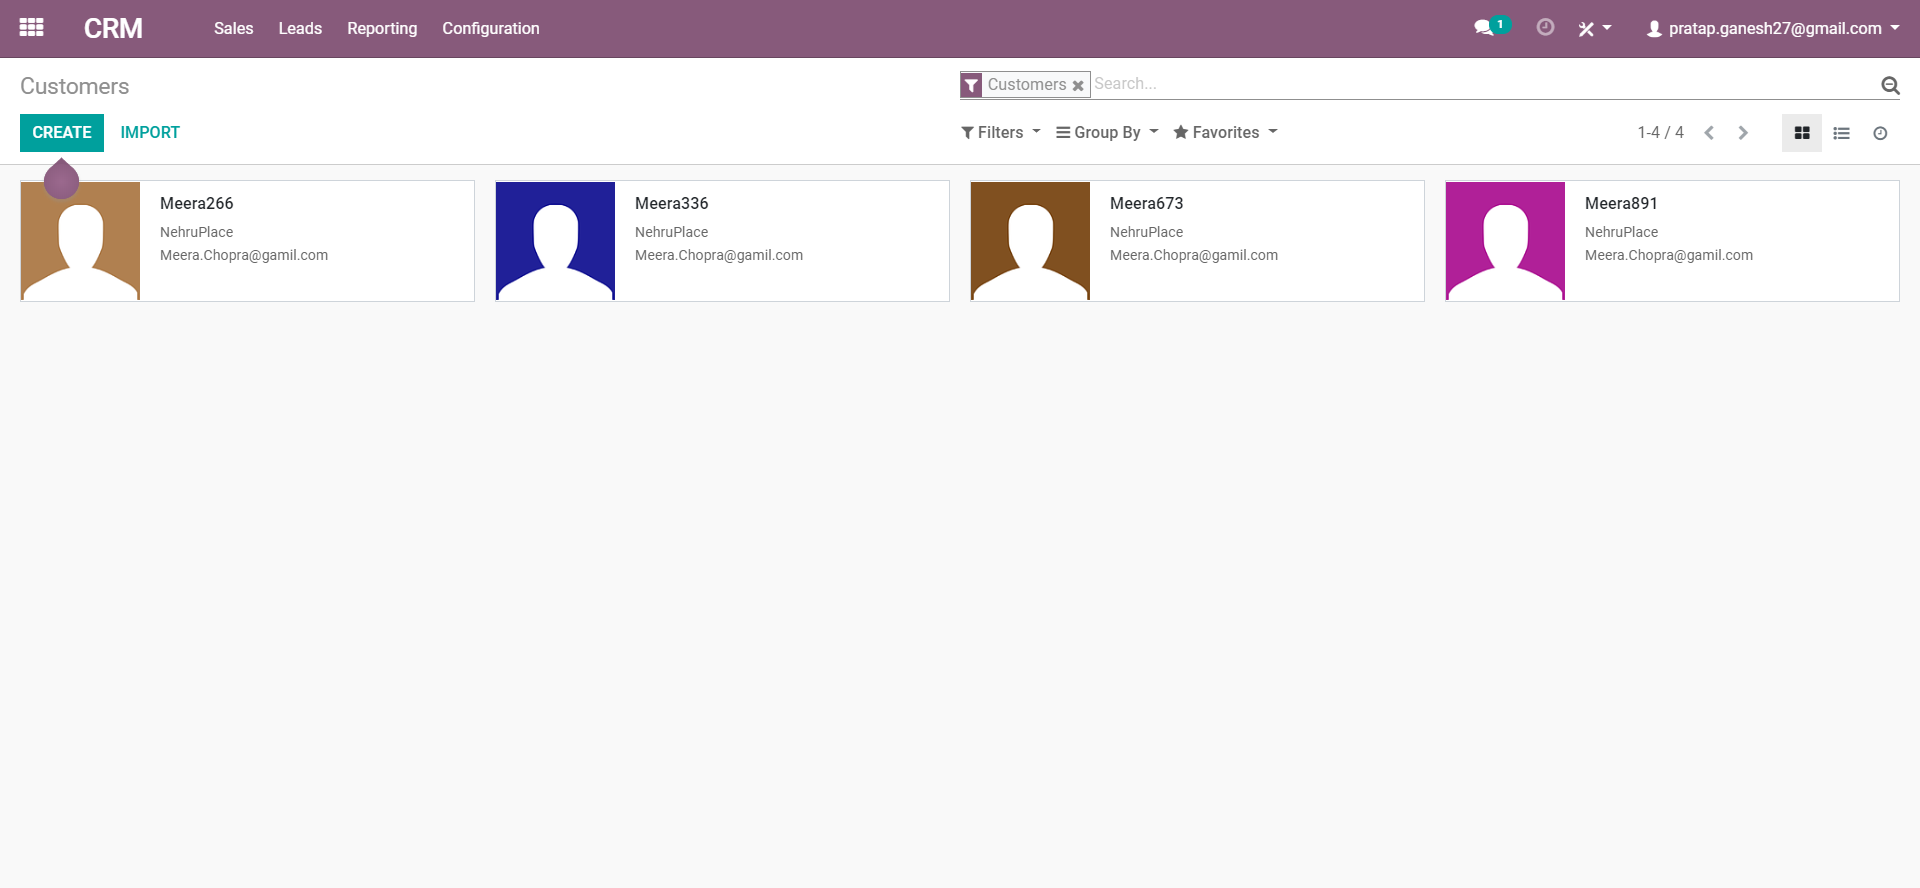 CRM Sales Leads Reporting Configuration 1 pratap.ganesh27@gmail.com
Customers Customers Search...
CREATE IMPORT Filters Group By Favorites 1-4 / 4
Meera266
NehruPlace
Meera.Chopra@gamil.com
Meera336
NehruPlace
Meera.Chopra@gamil.com
Meera673
NehruPlace
Meera.Chopra@gamil.com
Meera891
NehruPlace
Meera.Chopra@gamil.com